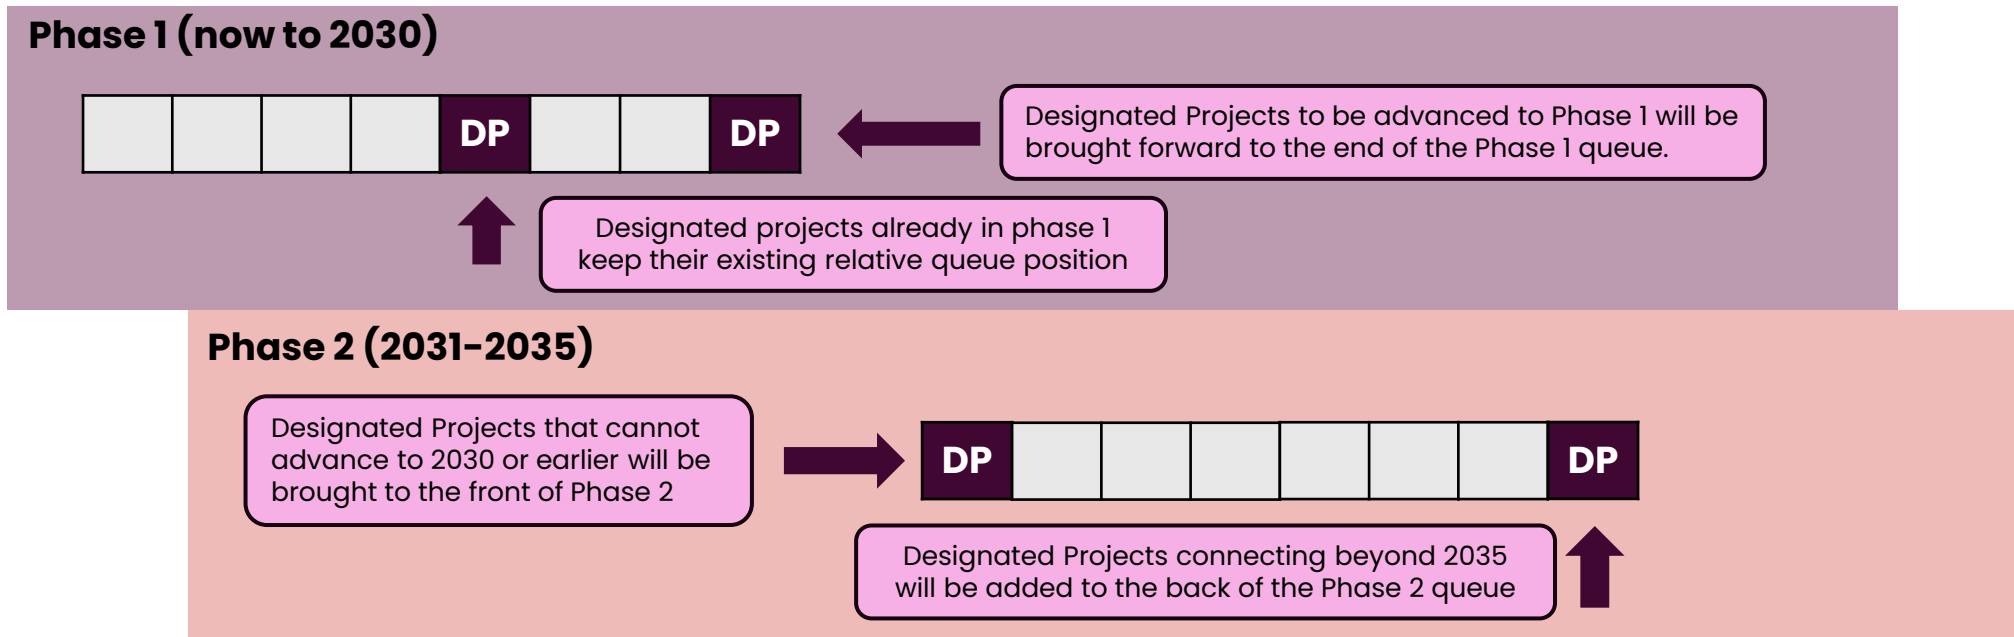 Phase 1 (now to 2030)
DP
DP
Designated Projects to be advanced to Phase 1 will be
brought forward to the end of the Phase 1 queue.
Designated projects already in phase 1
keep their existing relative queue position
Phase 2 (2031-2035)
Designated Projects that cannot
advance to 2030 or earlier will be
brought to the front of Phase 2
DP
DP
Designated Projects connecting beyond 2035
will be added to the back of the Phase 2 queue